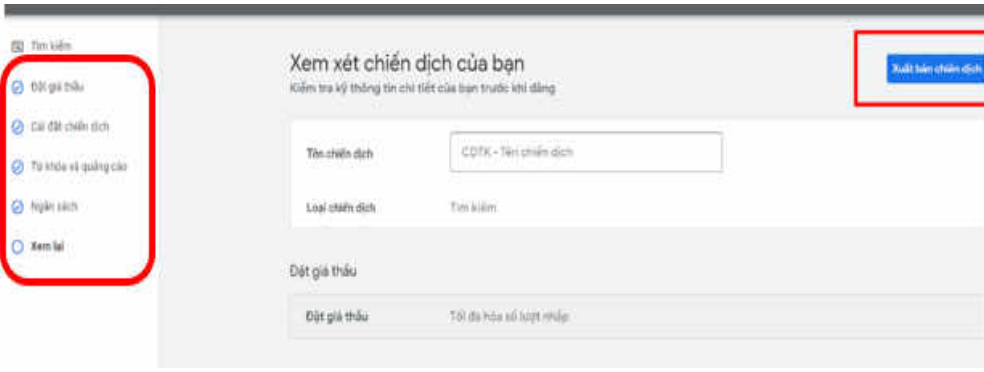 Tìm kiếm
Đặt giá thầu
Cài đặt chiến dịch
Từ khóa và quảng cáo
Ngân sách
Xem lại
Xem xét chiến dịch của bạn
Kiểm tra kỹ thông tin chi tiết của bạn trước khi đăng
Xuất bản chiến dịch
Tên chiến dịch
CDTK - Tên chiến dịch
Loại chiến dịch
Tìm kiếm
Đặt giá thầu
Đặt giá thầu
Tối đa hóa số lượt nhấp